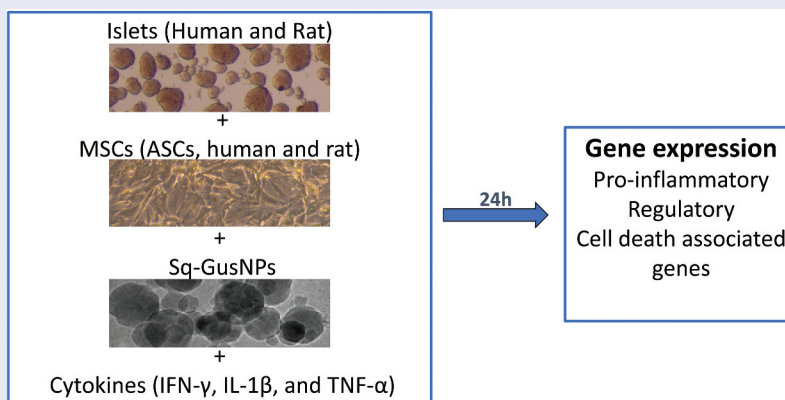 Islets (Human and Rat)
+
MSCs (ASCs, human and rat)
+
Sq-GusNPs
+
Cytokines (IFN-γ, IL-1β, and TNF-α)
24h
Gene expression
Pro-inflammatory
Regulatory
Cell death associated
genes